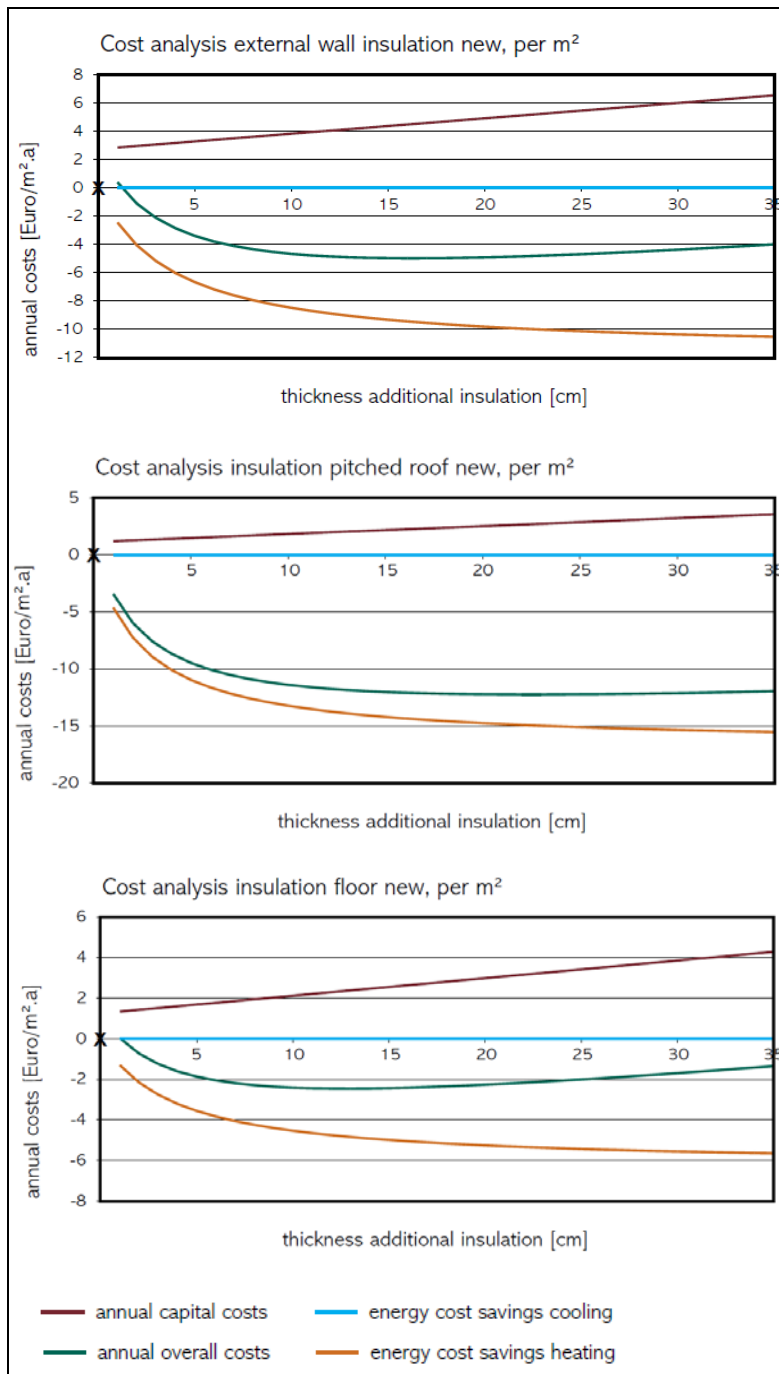 Cost analysis external wall insulation new, per m²
8
6
4
2
0
-2
-4
-6
-8
-10
-12
X
5 10 15 20 25 30 35
annual costs [Euro/m².a]
thickness additional insulation [cm]
Cost analysis insulation pitched roof new, per m²
5
0
-5
-10
-15
-20
X
5 10 15 20 25 30 35
annual costs [Euro/m².a]
thickness additional insulation [cm]
Cost analysis insulation floor new, per m²
6
4
2
0
-2
-4
-6
-8
X
5 10 15 20 25 30 35
annual costs [Euro/m².a]
thickness additional insulation [cm]
annual capital costs energy cost savings cooling
annual overall costs energy cost savings heating